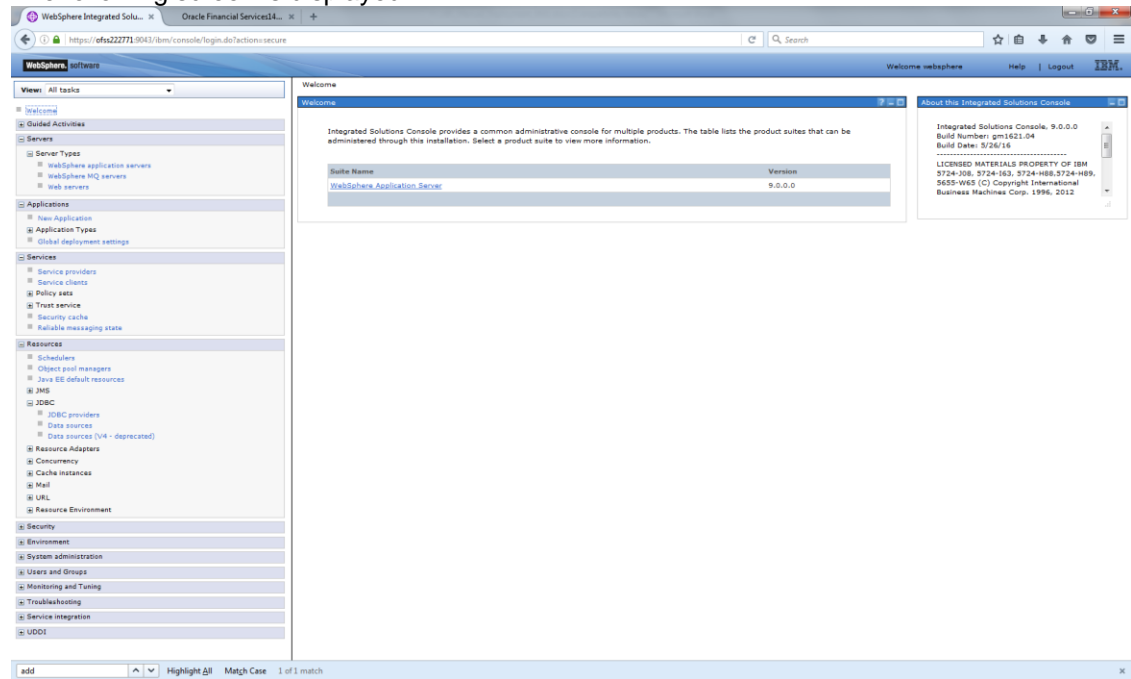 WebSphere Integrated Solu... ×
Oracle Financial Services14... ×
https://ofss222771:9043/ibm/console/login.do?action=secure
Search
WebSphere. software
Welcome websphere
Help | Logout
IBM.
View: All tasks
Welcome
Guided Activities
Servers
Server Types
WebSphere application servers
WebSphere MQ servers
Web servers
Applications
New Application
Application Types
Global deployment settings
Services
Service providers
Service clients
Policy sets
Trust service
Security cache
Reliable messaging state
Resources
Schedulers
Object pool managers
Java EE default resources
JMS
JDBC
JDBC providers
Data sources
Data sources (V4 - deprecated)
Resource Adapters
Concurrency
Cache instances
Mail
URL
Resource Environment
Security
Environment
System administration
Users and Groups
Monitoring and Tuning
Troubleshooting
Service integration
UDDI
Welcome
Welcome
Integrated Solutions Console provides a common administrative console for multiple products. The table lists the product suites that can be
administered through this installation. Select a product suite to view more information.
Suite Name Version
WebSphere Application Server 9.0.0.0
About this Integrated Solutions Console
Integrated Solutions Console, 9.0.0.0
Build Number: gm1621.04
Build Date: 5/26/16
LICENSED MATERIALS PROPERTY OF IBM
5724-J08, 5724-I63, 5724-H88,5724-H89,
5655-W65 (C) Copyright International
Business Machines Corp. 1996, 2012
add
Highlight All Match Case 1 of 1 match